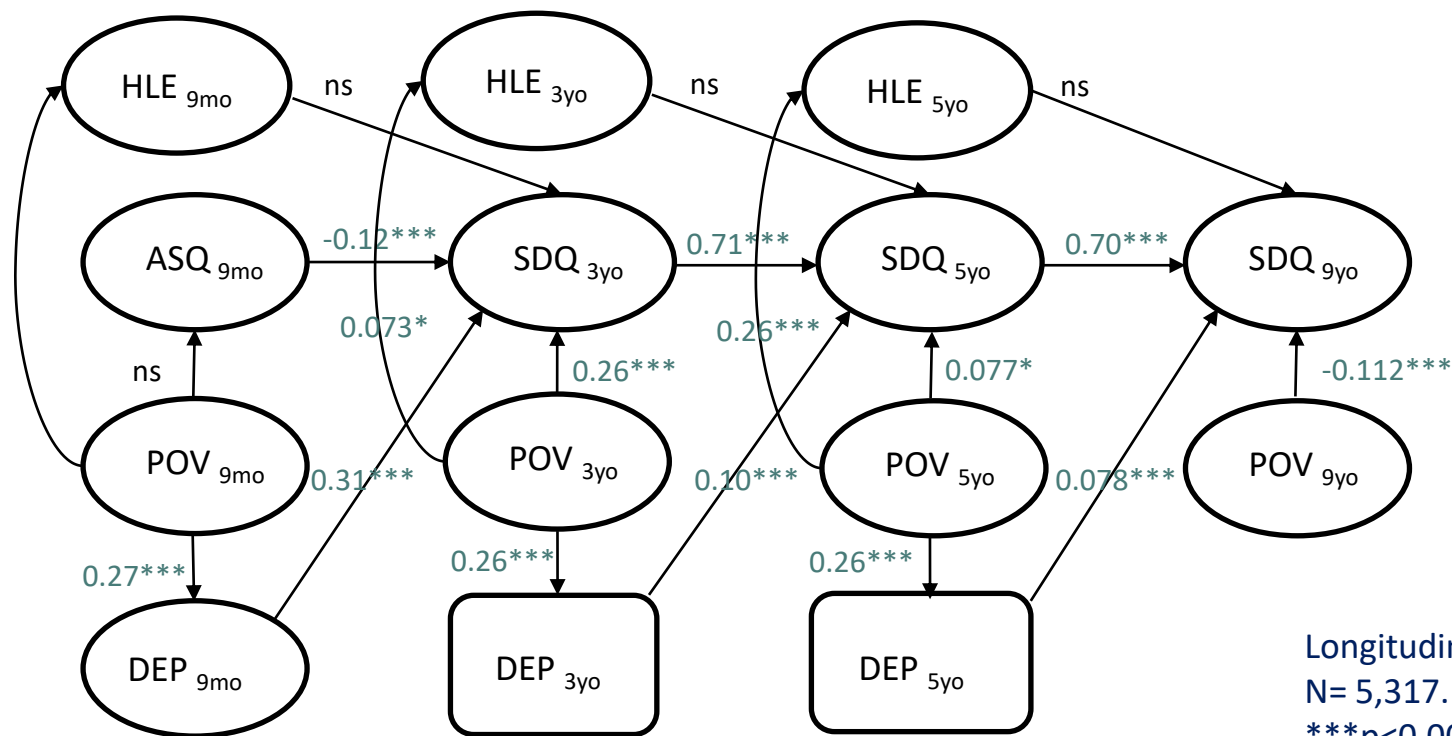 HLE 9mo
ns
HLE 3yo
ns
HLE 5yo
ns
ASQ 9mo
-0.12***
SDQ 3yo
0.71***
SDQ 5yo
0.70***
SDQ 9yo
0.073*
0.26***
ns
0.26***
0.077*
-0.112***
POV 9mo
0.31***
POV 3yo
0.10***
POV 5yo
0.078***
POV 9yo
0.27***
0.26***
0.26***
DEP 9mo
DEP 3yo
DEP 5yo
N= 5,317.
***p<0.00